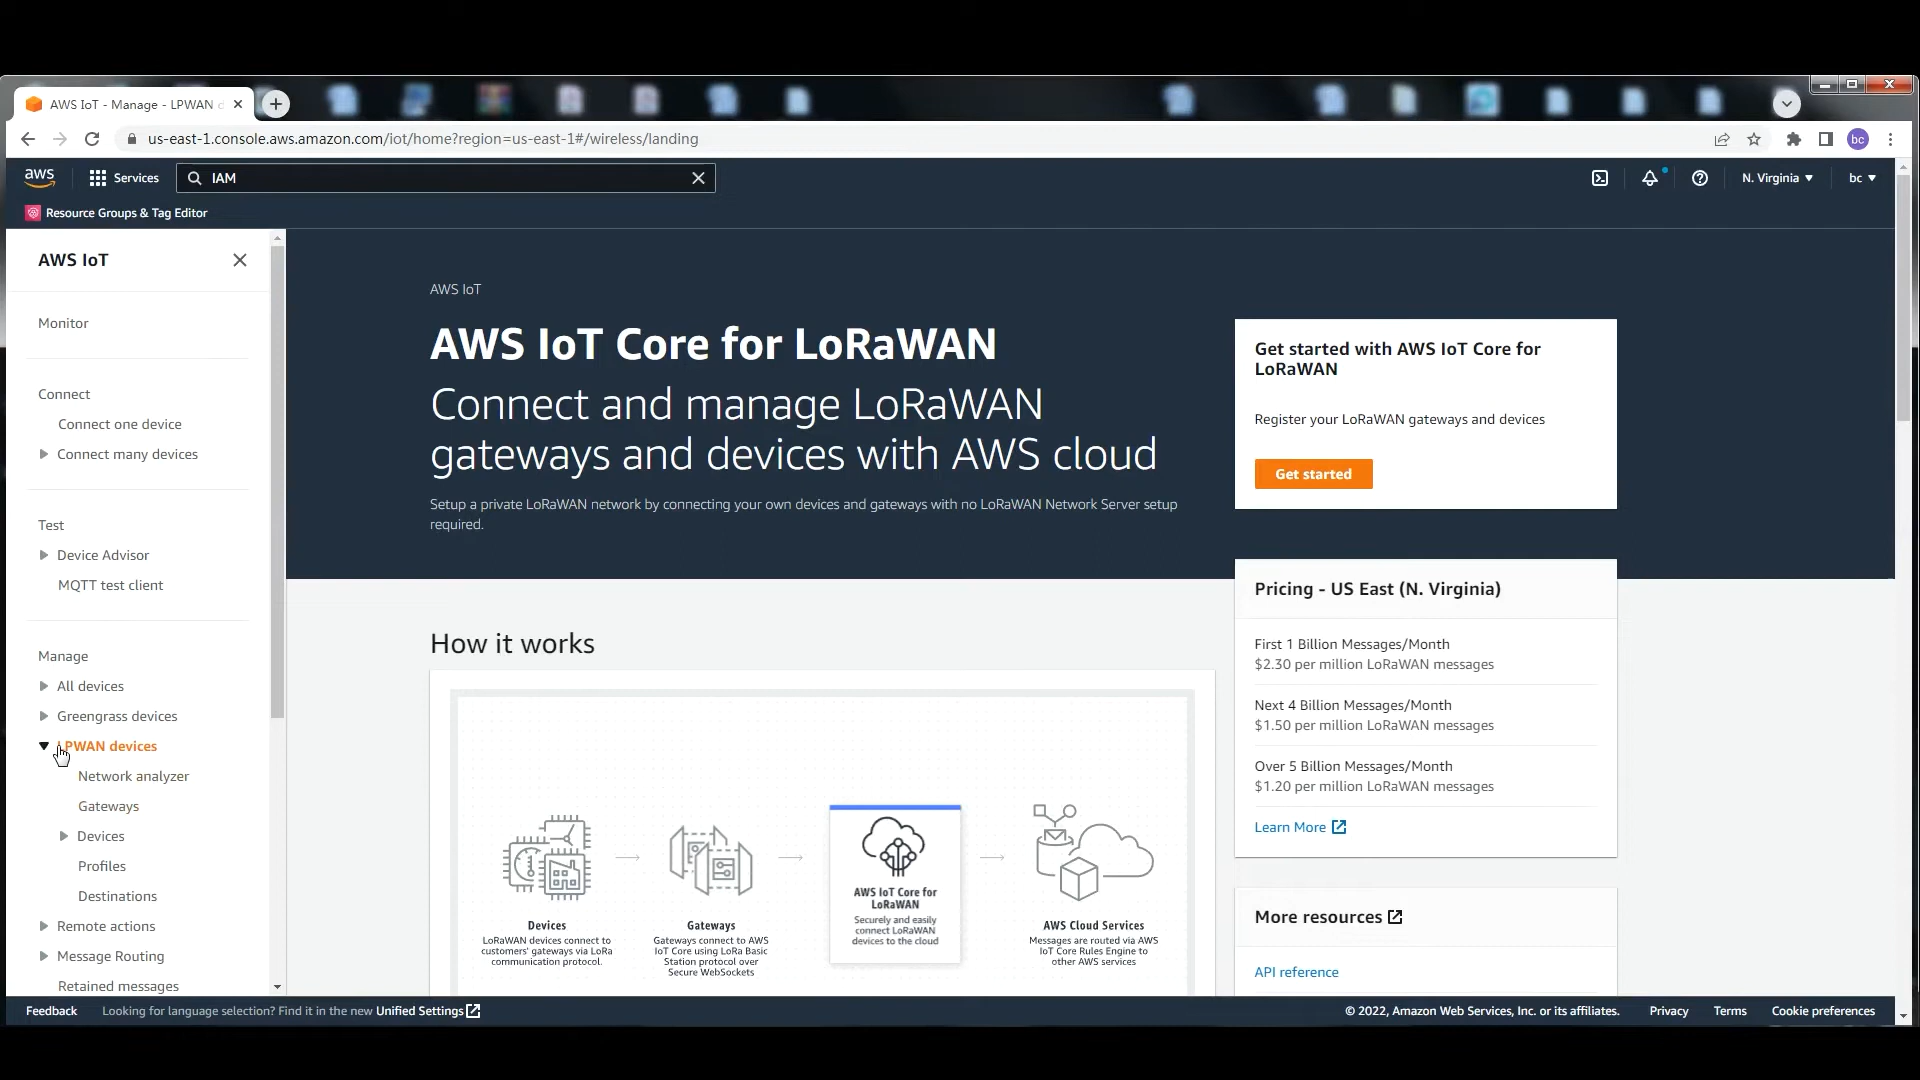 AWS IoT - Manage - LPWAN d
us-east-1.console.aws.amazon.com/iot/home?region=us-east-1#/wireless/landing
bc
aws
Services
IAM
N. Virginia
bc
Resource Groups & Tag Editor
AWS IoT
Monitor
Connect
Connect one device
Connect many devices
Test
Device Advisor
MQTT test client
Manage
All devices
Greengrass devices
LPWAN devices
Network analyzer
Gateways
Devices
Profiles
Destinations
Remote actions
Message Routing
Retained messages
AWS IoT
AWS IoT Core for LoRaWAN
Connect and manage LoRaWAN
gateways and devices with AWS cloud
Setup a private LoRaWAN network by connecting your own devices and gateways with no LoRaWAN Network Server setup
required.
Get started with AWS IoT Core for
LoRaWAN
Register your LoRaWAN gateways and devices
Get started
How it works
Devices
LoRaWAN devices connect to
customers' gateways via LoRa
communication protocol.
Gateways
Gateways connect to AWS
IoT Core using LoRa Basic
Station protocol over
Secure WebSockets
AWS IoT Core for
LoRaWAN
Securely and easily
connect LoRaWAN
devices to the cloud
AWS Cloud Services
Messages are routed via AWS
IoT Core Rules Engine to
other AWS services
Pricing - US East (N. Virginia)
First 1 Billion Messages/Month
$2.30 per million LoRaWAN messages
Next 4 Billion Messages/Month
$1.50 per million LoRaWAN messages
Over 5 Billion Messages/Month
$1.20 per million LoRaWAN messages
Learn More
More resources
API reference
Feedback
Looking for language selection? Find it in the new Unified Settings
© 2022, Amazon Web Services, Inc. or its affiliates.
Privacy
Terms
Cookie preferences